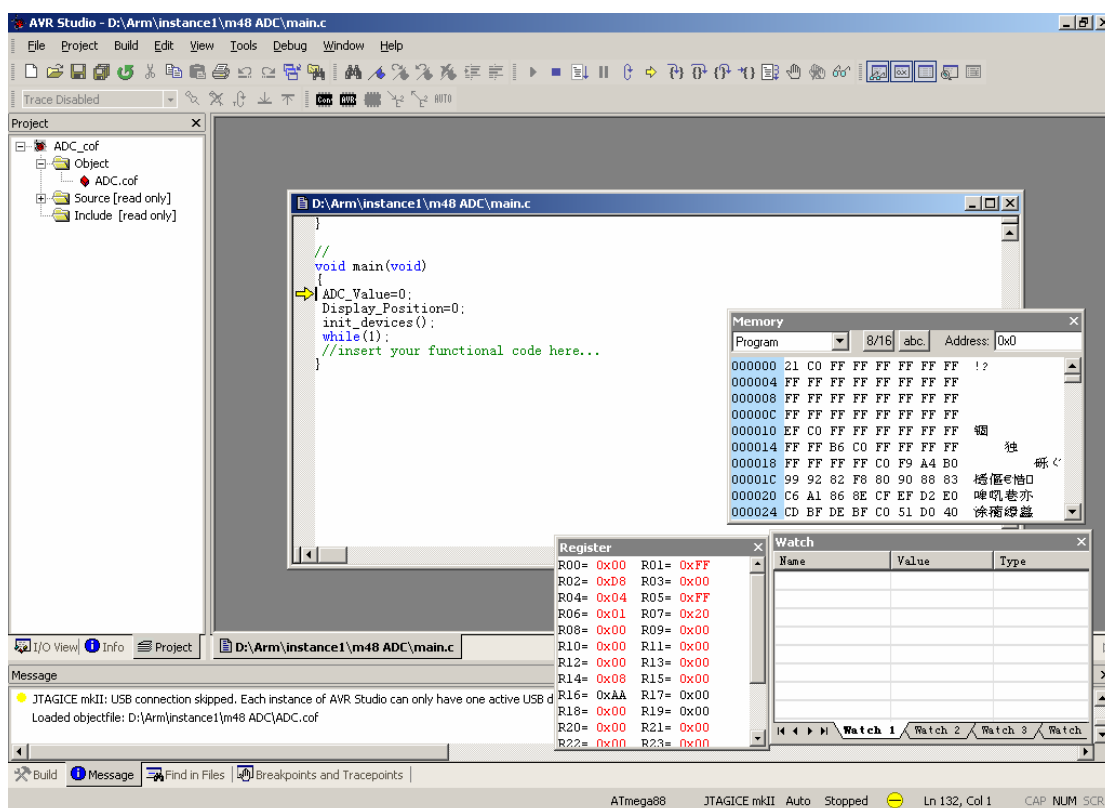 AVR Studio - D:\Arm\instance1\m48 ADC\main.c
File Project Build Edit View Tools Debug Window Help
Trace Disabled
Con AVR AUTO
Project
ADC_cof
Object
ADC.cof
Source [read only]
Include [read only]
D:\Arm\instance1\m48 ADC\main.c
}
//
void main(void)
{
ADC_Value=0;
Display_Position=0;
init_devices();
while(1);
//insert your functional code here...
}
Memory
Program 8/16 abc. Address: 0x0
000000 21 C0 FF FF FF FF FF FF !?
000004 FF FF FF FF FF FF FF FF
000008 FF FF FF FF FF FF FF FF
00000C FF FF FF FF FF FF FF FF
000010 EF C0 FF FF FF FF FF FF
000014 FF FF B6 C0 FF FF FF FF 独
000018 FF FF FF FF C0 F9 A4 B0
00001C 99 92 82 F8 80 90 88 83
000020 C6 A1 86 8E CF EF D2 E0
000024 CD BF DE BF C0 51 D0 40
Register
R00= 0x00 R01= 0xFF
R02= 0xD8 R03= 0x00
R04= 0x04 R05= 0xFF
R06= 0x01 R07= 0x20
R08= 0x00 R09= 0x00
R10= 0x00 R11= 0x00
R12= 0x00 R13= 0x00
R14= 0x08 R15= 0x00
R16= 0xAA R17= 0x00
R18= 0x00 R19= 0x00
R20= 0x00 R21= 0x00
R22= 0x00 R23= 0x00
Watch
Name Value Type
Watch 1 Watch 2 Watch 3 Watch
I/O View Info Project
D:\Arm\instance1\m48 ADC\main.c
Message
JTAGICE mkII: USB connection skipped. Each instance of AVR Studio can only have one active USB d
Loaded objectfile: D:\Arm\instance1\m48 ADC\ADC.cof
Build Message Find in Files Breakpoints and Tracepoints
ATmega88 JTAGICE mkII Auto Stopped Ln 132, Col 1 CAP NUM SCR